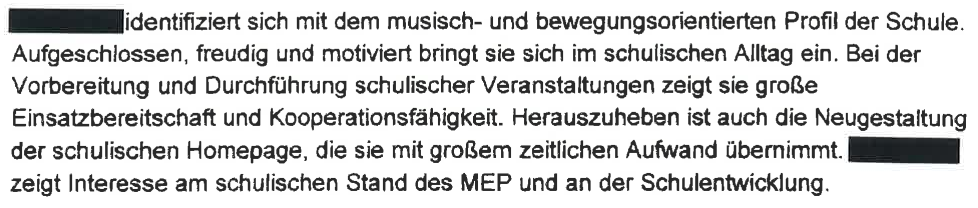 identifiziert sich mit dem musisch- und bewegungsorientierten Profil der Schule.
Aufgeschlossen, freudig und motiviert bringt sie sich im schulischen Alltag ein. Bei der
Vorbereitung und Durchführung schulischer Veranstaltungen zeigt sie große
Einsatzbereitschaft und Kooperationsfähigkeit. Herauszuheben ist auch die Neugestaltung
der schulischen Homepage, die sie mit großem zeitlichen Aufwand übernimmt.
zeigt Interesse am schulischen Stand des MEP und an der Schulentwicklung.